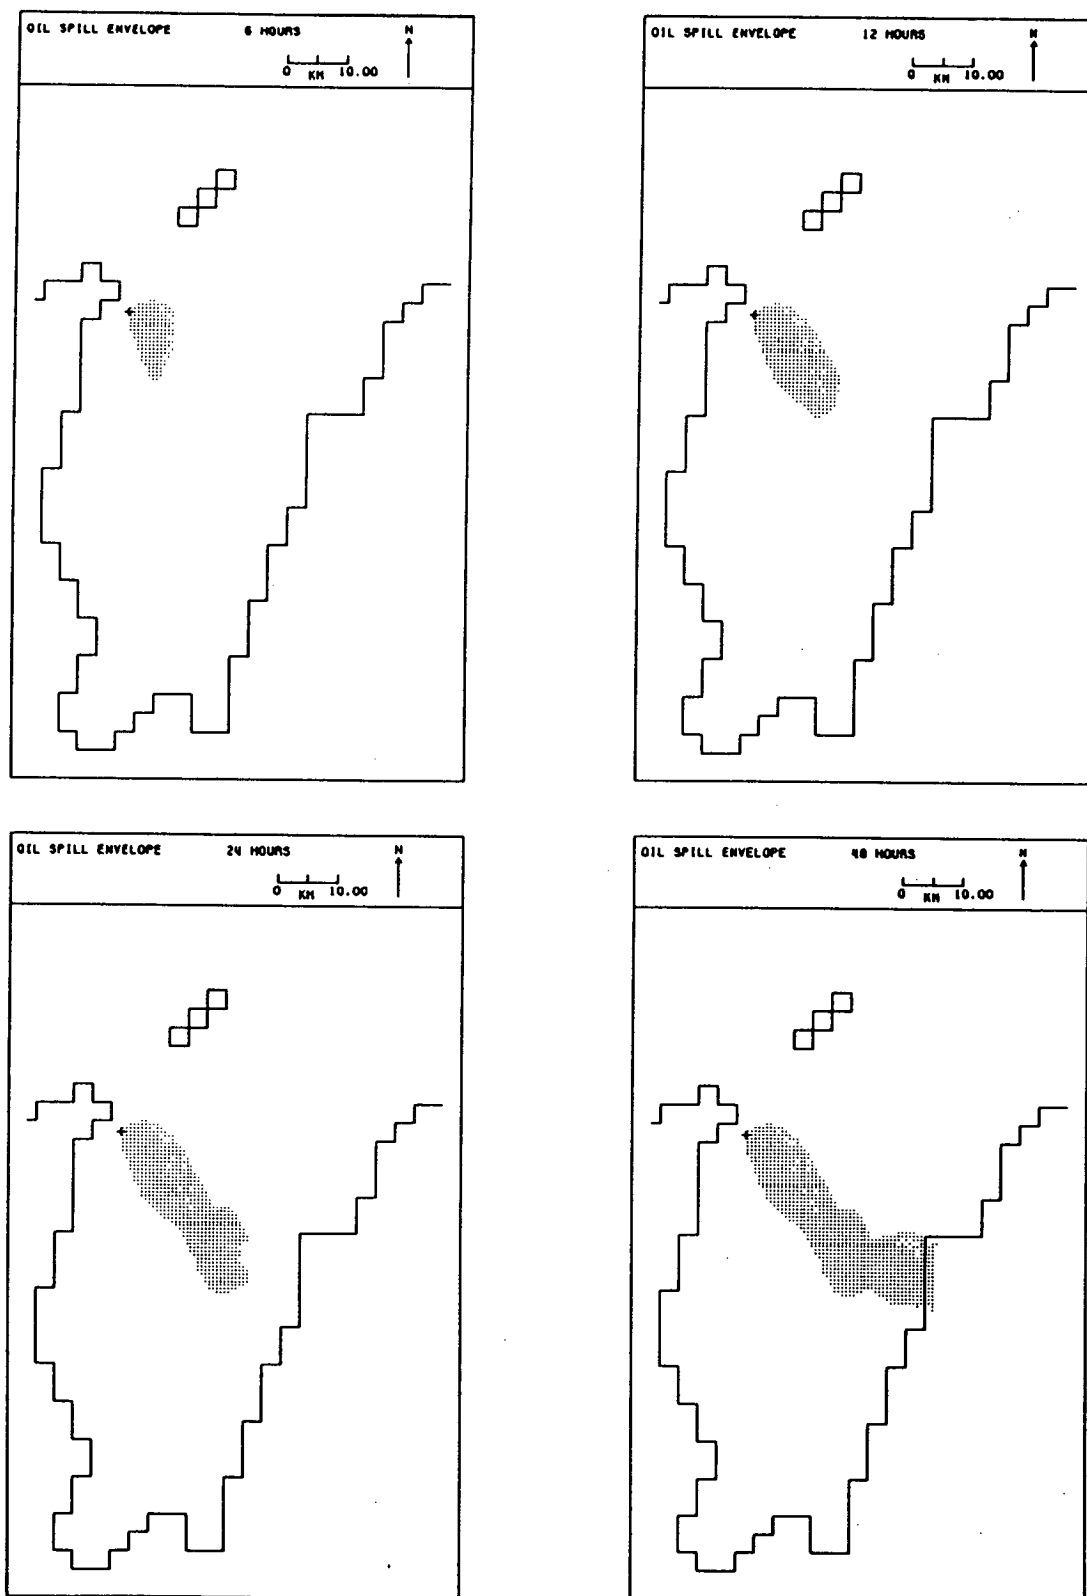 OIL SPILL ENVELOPE 6 HOURS N
0 KM 10.00
OIL SPILL ENVELOPE 12 HOURS N
0 KM 10.00
OIL SPILL ENVELOPE 24 HOURS N
0 KM 10.00
OIL SPILL ENVELOPE 48 HOURS N
0 KM 10.00